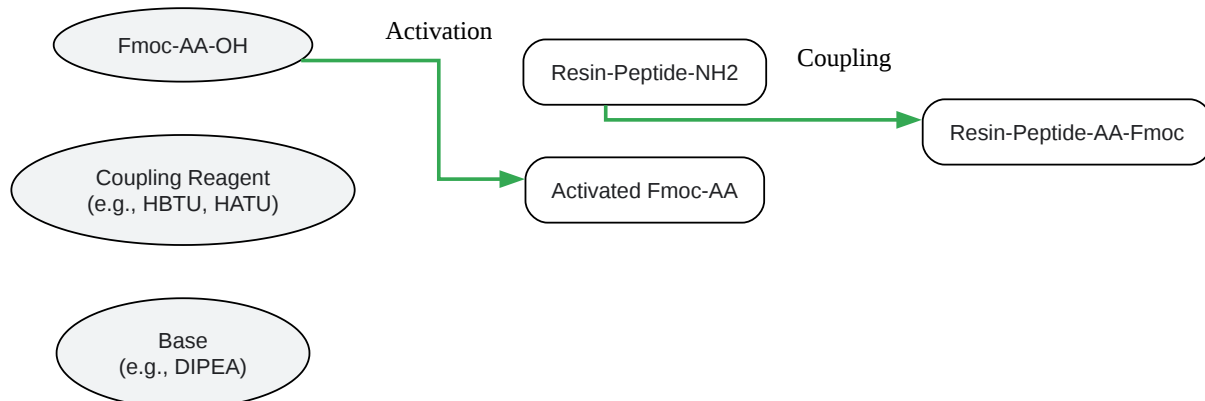 Fmoc-AA-OH
Activation
Resin-Peptide-NH2
Coupling
Resin-Peptide-AA-Fmoc
Coupling Reagent
(e.g., HBTU, HATU)
Activated Fmoc-AA
Base
(e.g., DIPEA)